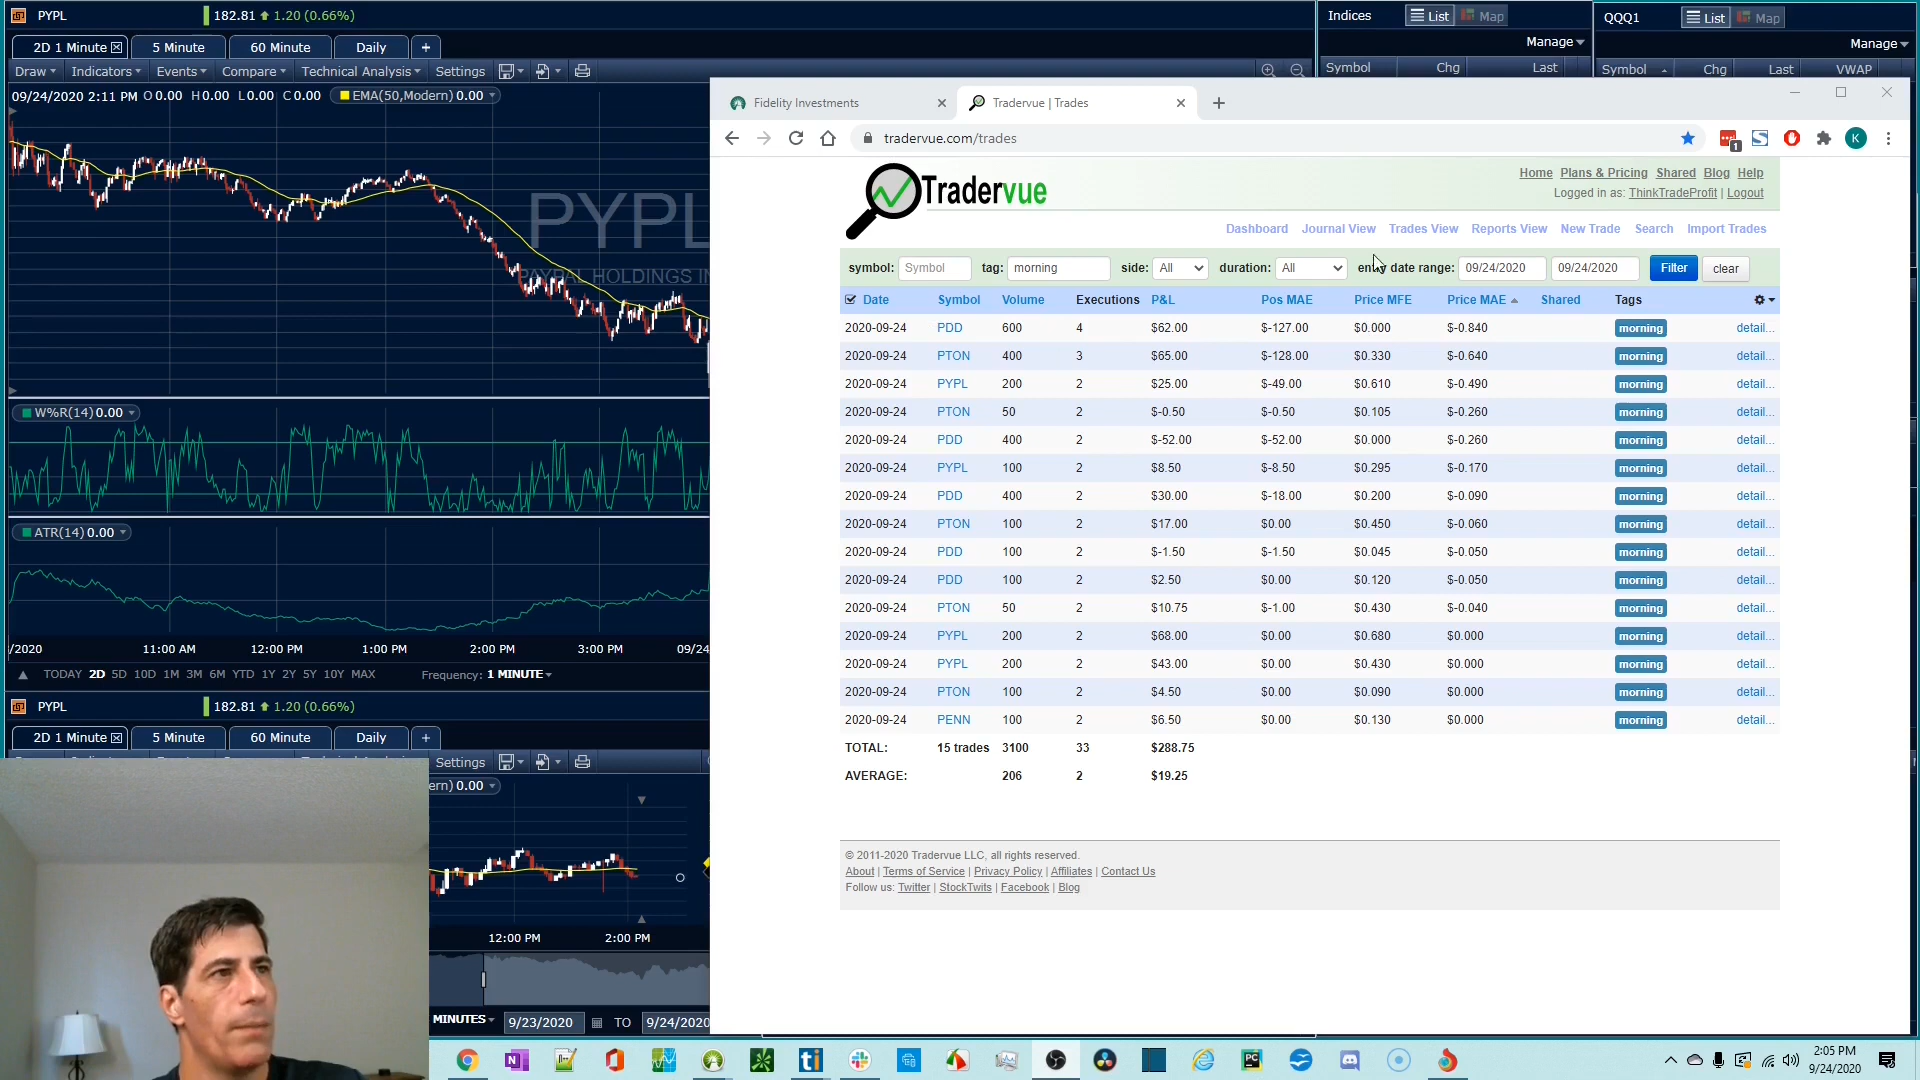 PYPL 182.81 1.20 (0.66%)
2D 1 Minute 5 Minute 60 Minute Daily +
Draw Indicators Events Compare Technical Analysis Settings
09/24/2020 2:11 PM O 0.00 H 0.00 L 0.00 C 0.00 EMA(50,Modern) 0.00
PYPL
PAYPAL HOLDINGS IN
W%R(14) 0.00
ATR(14) 0.00
/2020 11:00 AM 12:00 PM 1:00 PM 2:00 PM 3:00 PM 09/24
TODAY 2D 5D 10D 1M 3M 6M YTD 1Y 2Y 5Y 10Y MAX Frequency: 1 MINUTE
PYPL 182.81 1.20 (0.66%)
2D 1 Minute 5 Minute 60 Minute Daily +
Settings
ern) 0.00
12:00 PM 2:00 PM
MINUTES 9/23/2020 TO 9/24/2020
Indices List Map
Manage
Symbol Chg Last
QQQ1 List Map
Manage
Symbol Chg Last VWAP
Fidelity Investments Tradervue | Trades
tradervue.com/trades
1 K
Tradervue
Home Plans & Pricing Shared Blog Help
Logged in as: ThinkTradeProfit | Logout
Dashboard Journal View Trades View Reports View New Trade Search Import Trades
symbol: Symbol tag: morning side: All duration: All entry date range: 09/24/2020 09/24/2020 Filter clear
Date Symbol Volume Executions P&L Pos MAE Price MFE Price MAE Shared Tags
2020-09-24 PDD 600 4 $62.00 $-127.00 $0.000 $-0.840 morning detail...
2020-09-24 PTON 400 3 $65.00 $-128.00 $0.330 $-0.640 morning detail...
2020-09-24 PYPL 200 2 $25.00 $-49.00 $0.610 $-0.490 morning detail...
2020-09-24 PTON 50 2 $-0.50 $-0.50 $0.105 $-0.260 morning detail...
2020-09-24 PDD 400 2 $-52.00 $-52.00 $0.000 $-0.260 morning detail...
2020-09-24 PYPL 100 2 $8.50 $-8.50 $0.295 $-0.170 morning detail...
2020-09-24 PDD 400 2 $30.00 $-18.00 $0.200 $-0.090 morning detail...
2020-09-24 PTON 100 2 $17.00 $0.00 $0.450 $-0.060 morning detail...
2020-09-24 PDD 100 2 $-1.50 $-1.50 $0.045 $-0.050 morning detail...
2020-09-24 PDD 100 2 $2.50 $0.00 $0.120 $-0.050 morning detail...
2020-09-24 PTON 50 2 $10.75 $-1.00 $0.430 $-0.040 morning detail...
2020-09-24 PYPL 200 2 $68.00 $0.00 $0.680 $0.000 morning detail...
2020-09-24 PYPL 200 2 $43.00 $0.00 $0.430 $0.000 morning detail...
2020-09-24 PTON 100 2 $4.50 $0.00 $0.090 $0.000 morning detail...
2020-09-24 PENN 100 2 $6.50 $0.00 $0.130 $0.000 morning detail...
TOTAL: 15 trades 3100 33 $288.75
AVERAGE: 206 2 $19.25
© 2011-2020 Tradervue LLC, all rights reserved.
About | Terms of Service | Privacy Policy | Affiliates | Contact Us
Follow us: Twitter | StockTwits | Facebook | Blog
N ti PC
2:05 PM
9/24/2020